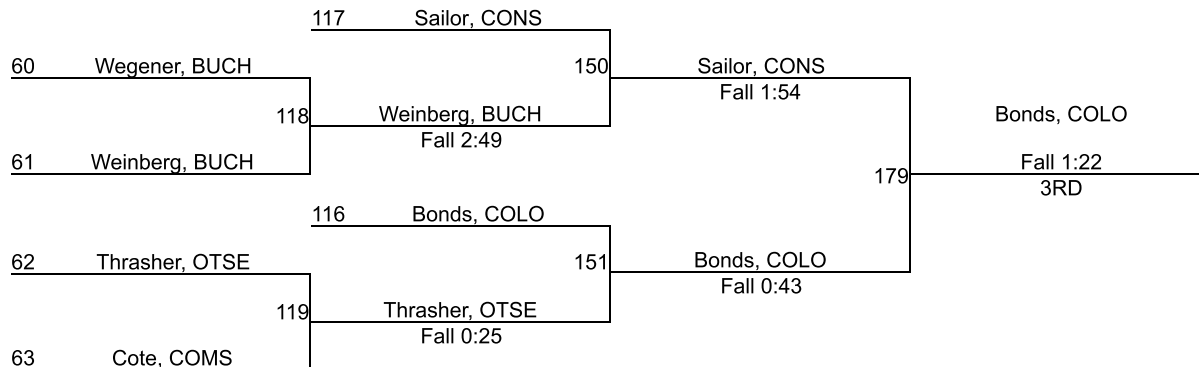 117 Sailor, CONS
60 Wegener, BUCH
150 Sailor, CONS
Fall 1:54
118 Weinberg, BUCH
Fall 2:49
Bonds, COLO
61 Weinberg, BUCH
179 Fall 1:22
3RD
116 Bonds, COLO
62 Thrasher, OTSE
151 Bonds, COLO
Fall 0:43
119 Thrasher, OTSE
Fall 0:25
63 Cote, COMS